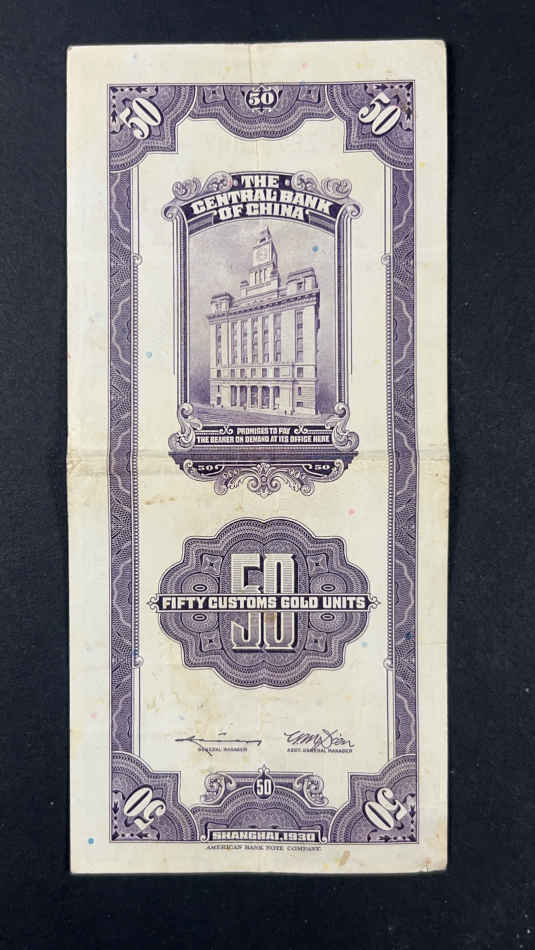 50 50 50
THE
CENTRAL BANK
OF CHINA
PROMISES TO PAY
THE BEARER ON DEMAND AT ITS OFFICE HERE
50 50
50
FIFTY CUSTOMS GOLD UNITS
GENERAL MANAGER ASST. GENERAL MANAGER
50 50 50
SHANGHAI, 1930
AMERICAN BANK NOTE COMPANY.